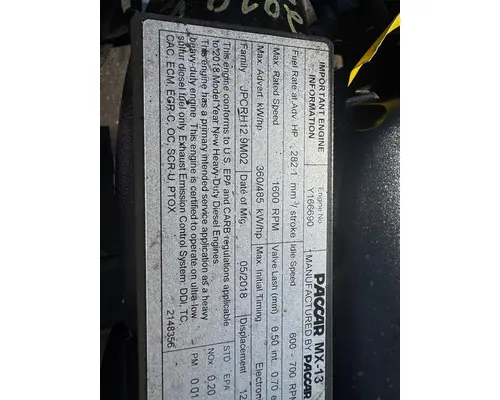 IMPORTANT ENGINE INFORMATION
Engine No. Y166690
PACCAR MX-13
MANUFACTURED BY PACCAR
Fuel Rate at Adv. HP 282.1 mm³/stroke Idle Speed 600 - 700 RPM
Max. Rated Speed 1600 RPM Valve Lash (mm) 0.50 int. 0.70 e
Max. Advert kW/hp 360/485 kW/hp Max. Initial Timing Electroni
Family JPCRH12.9M02 Date of Mfg. 05/2018 Displacement 12
This engine conforms to U.S. EPA and CARB regulations applicable
to 2018 Model Year New Heavy-Duty Diesel Engines.
This engine has a primary intended service application as a heavy
heavy-duty engine. This engine is certified to operate on ultra-low
sulfur diesel fuel only. Exhaust Emission Control System: DDI, TC,
CAC, ECM, EGR-C, OC, SCR-U, PTOX
2148356
STD EPA
NOx 0.20
PM 0.01